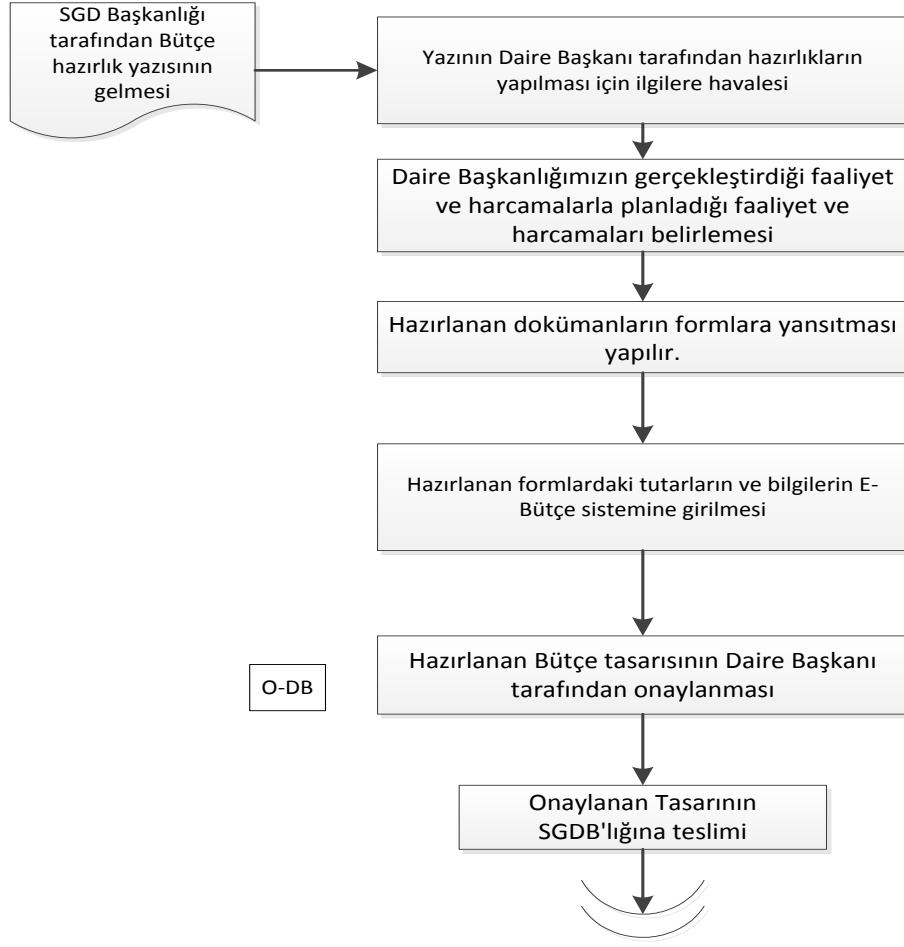 SGD Başkanlığı
tarafından Bütçe
hazırlık yazısının
gelmesi
Yazının Daire Başkanı tarafından hazırlıkların
yapılması için ilgilere havalesi
Daire Başkanlığımızın gerçekleştirdiği faaliyet
ve harcamalarla planladığı faaliyet ve
harcamaları belirlemesi
Hazırlanan dokümanların formlara yansıtması
yapılır.
Hazırlanan formlardaki tutarların ve bilgilerin E-
Bütçe sistemine girilmesi
O-DB
Hazırlanan Bütçe tasarısının Daire Başkanı
tarafından onaylanması
Onaylanan Tasarının
SGDB'lığına teslimi